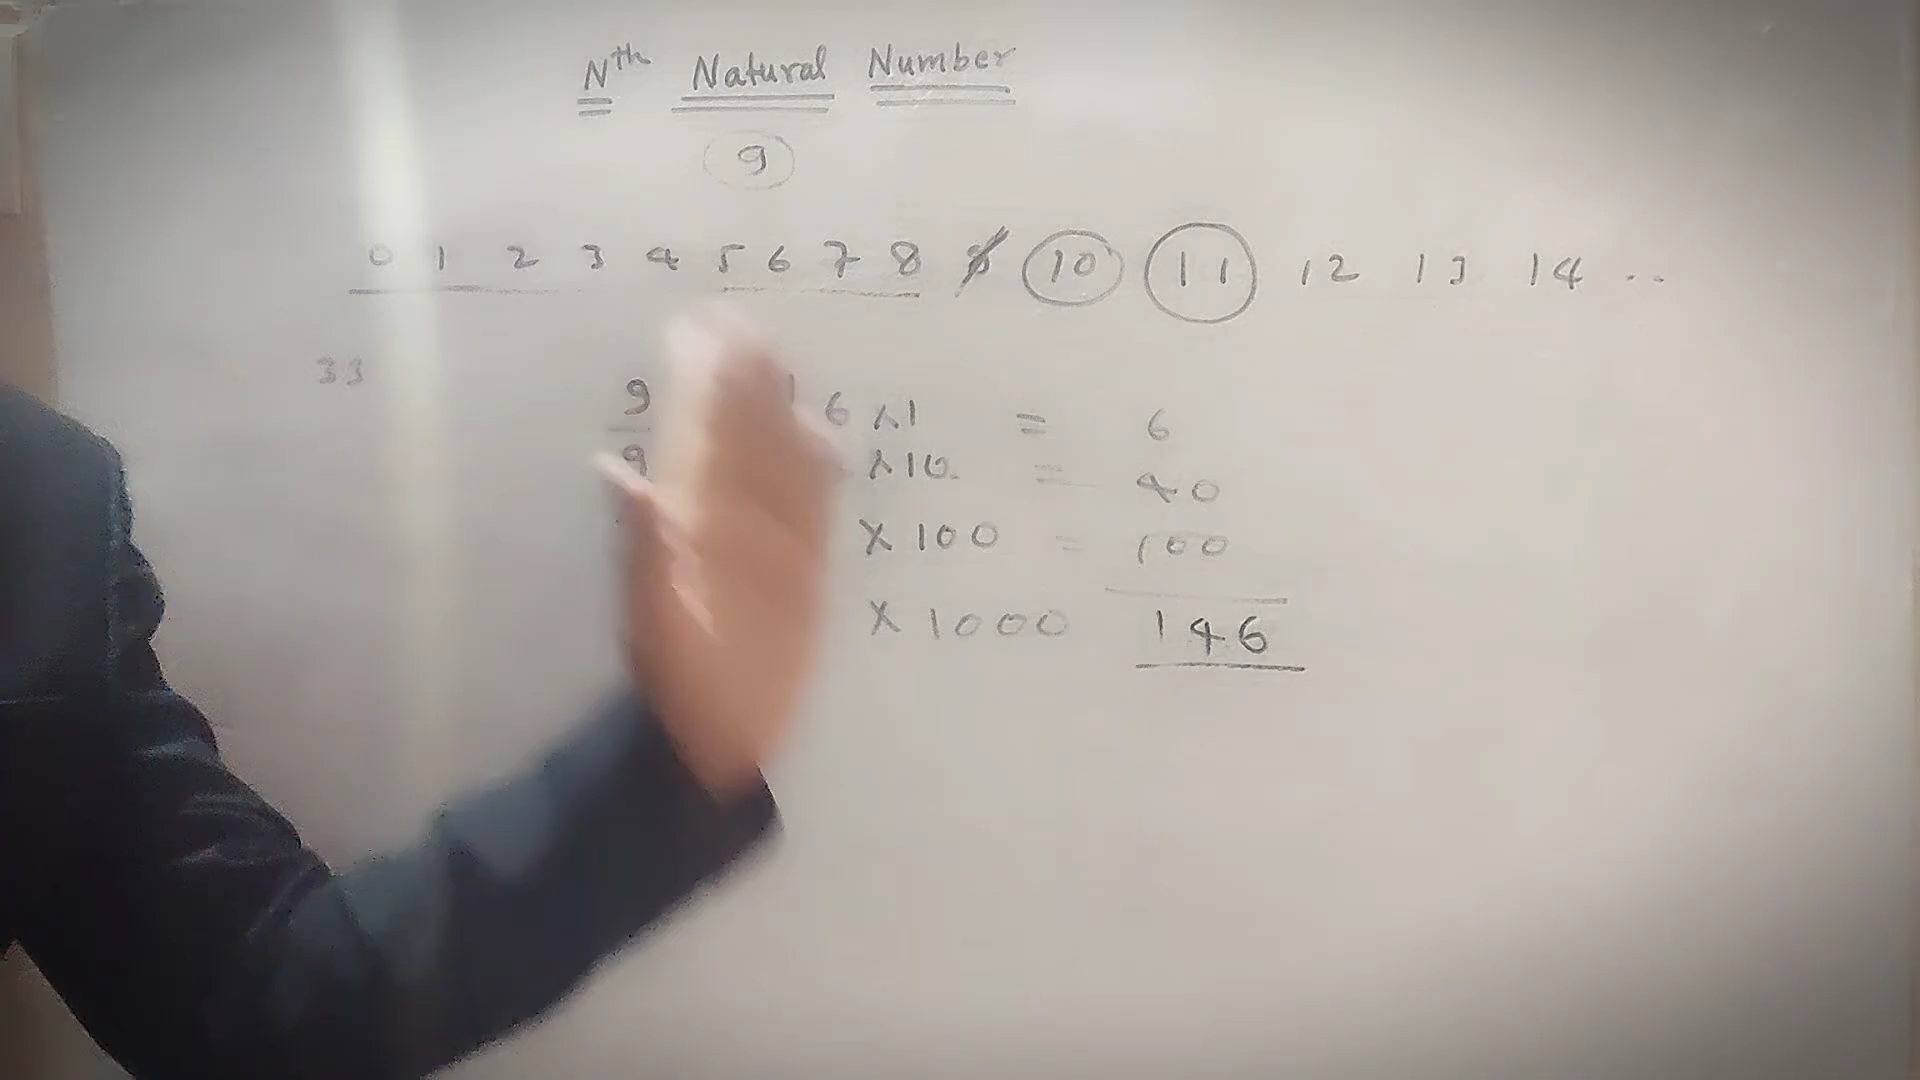 Nth Natural Number
9
0 1 2 3 4 5 6 7 8 9 10 11 12 13 14 ..
33
9 6 x1 = 6
9 x10 = 40
x 100 = 100
x 1000 146